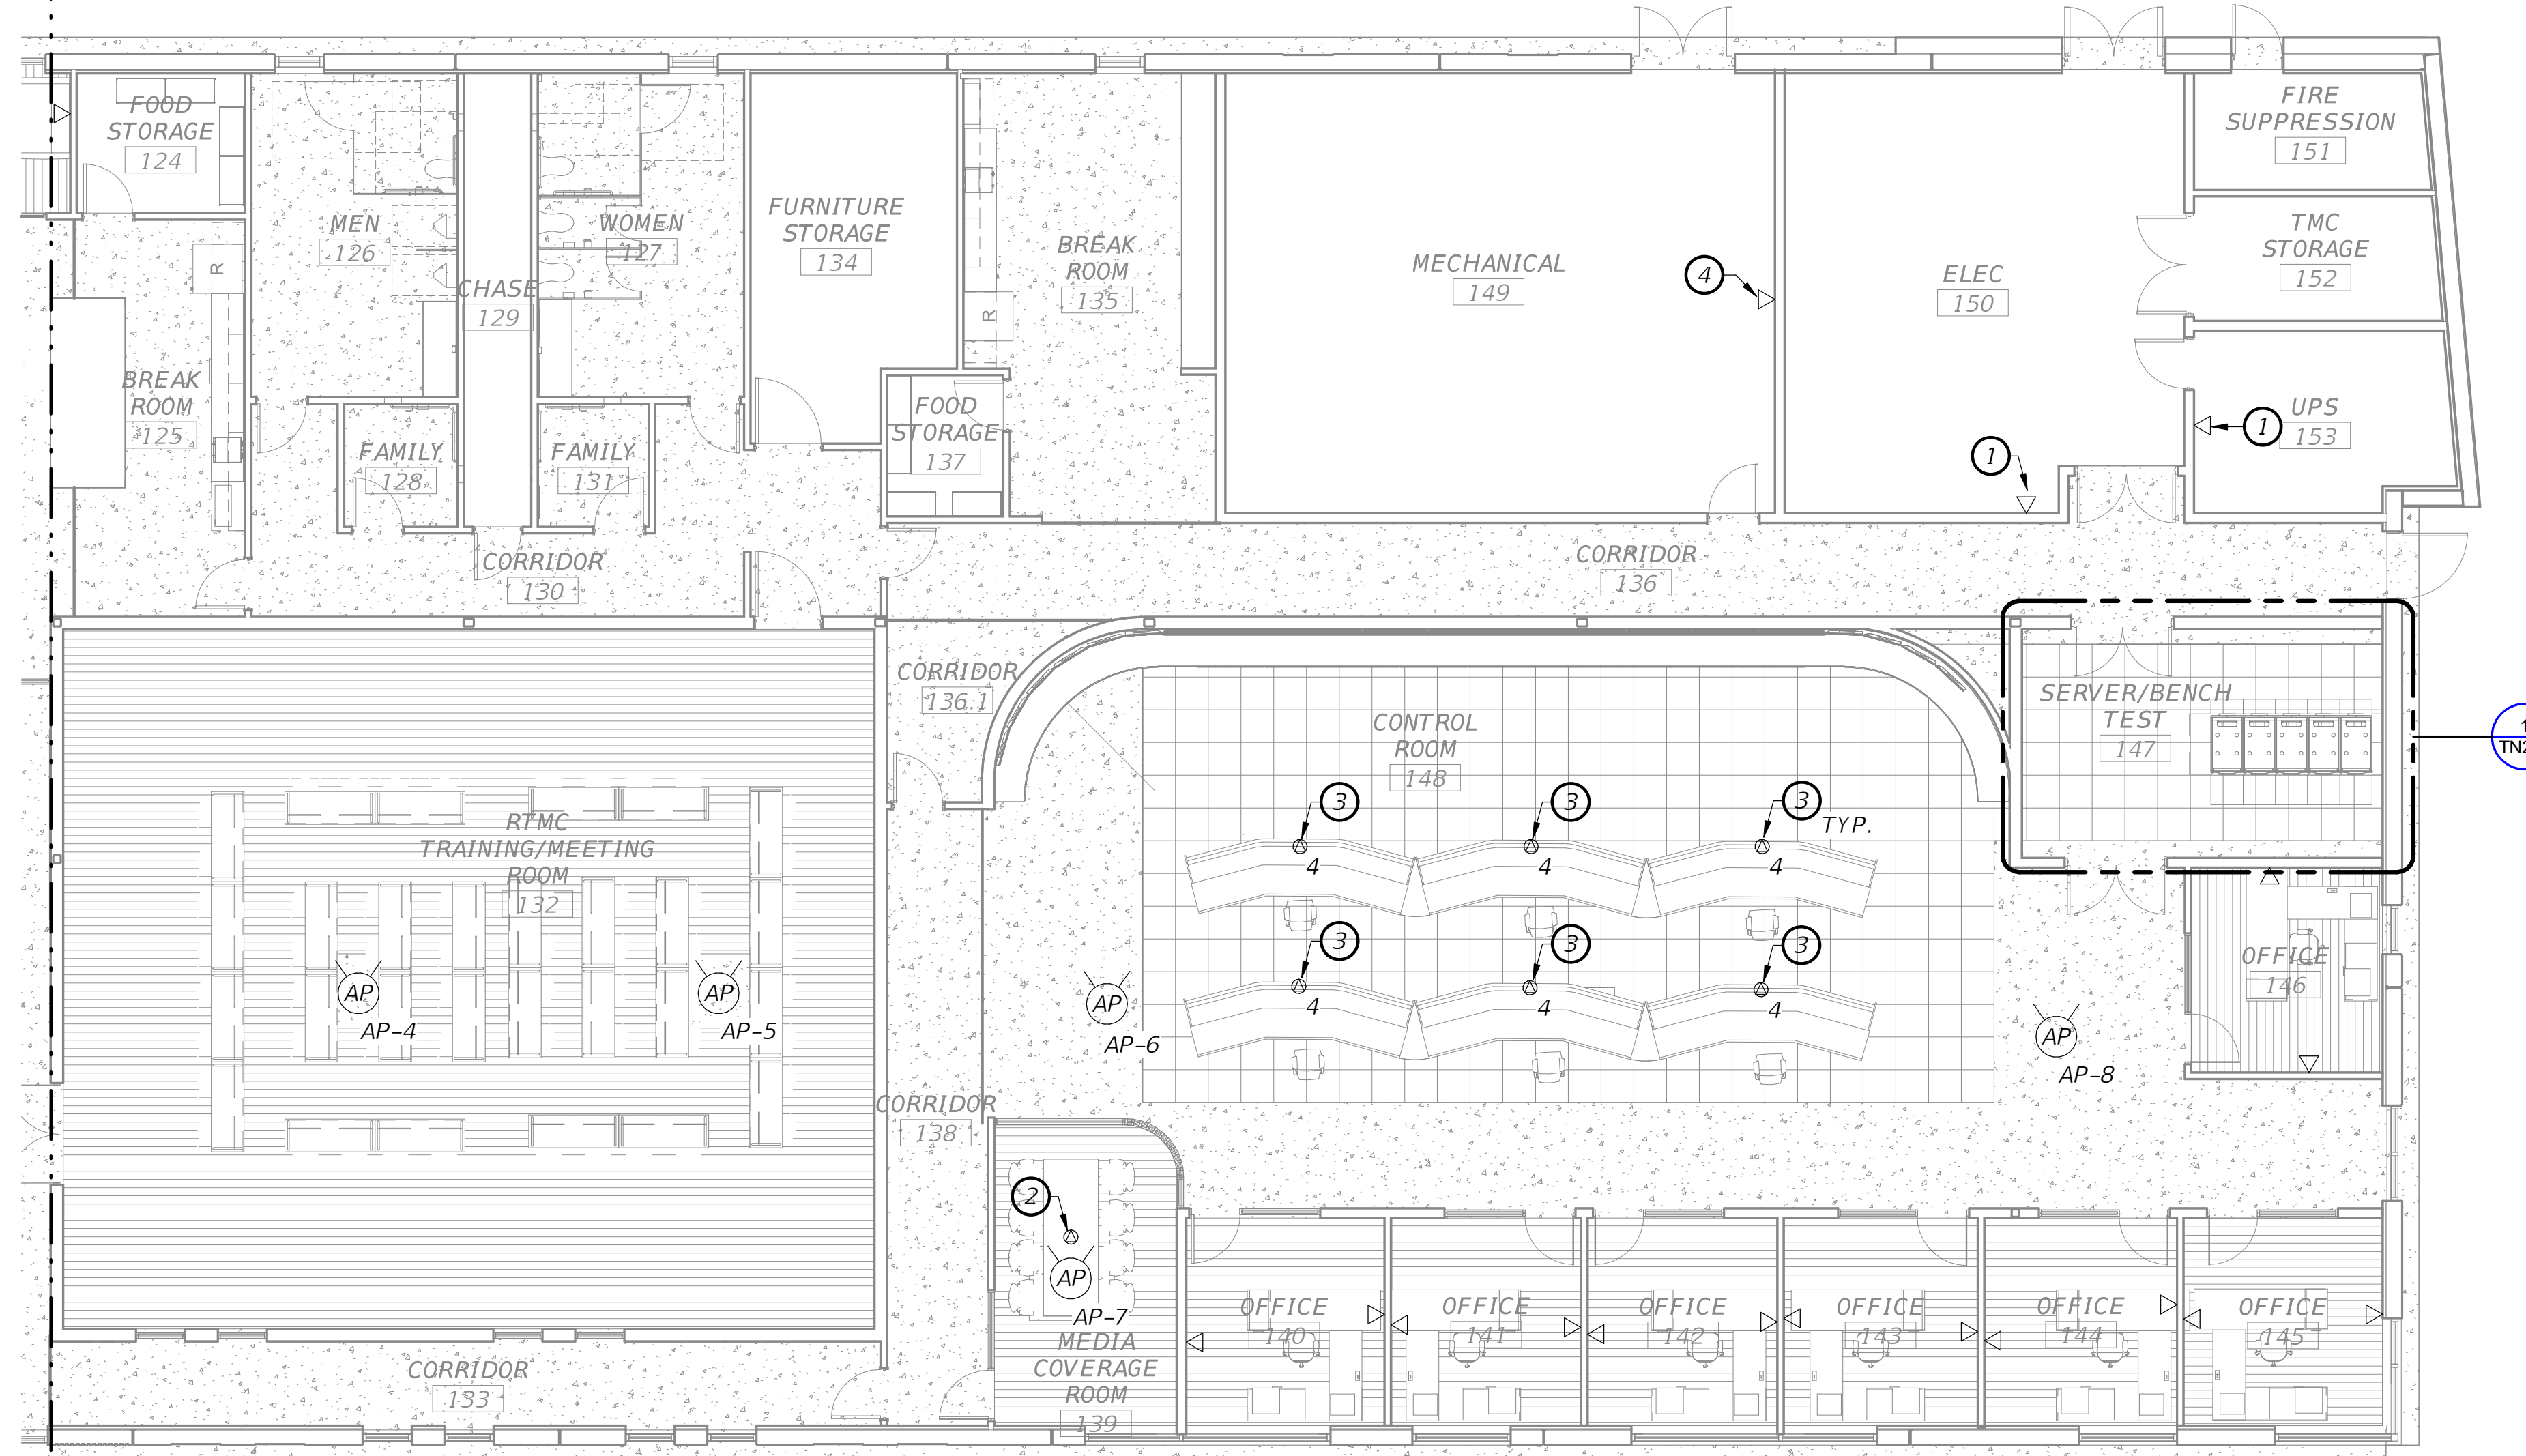 FOOD
STORAGE
124
MEN
126
CHASE
129
WOMEN
127
FURNITURE
STORAGE
134
BREAK
ROOM
135
R
R
MECHANICAL
149
4
ELEC
150
FIRE
SUPPRESSION
151
TMC
STORAGE
152
UPS
153
1
1
BREAK
ROOM
125
FAMILY
128
FAMILY
131
FOOD
STORAGE
137
CORRIDOR
130
CORRIDOR
136
CORRIDOR
136.1
CONTROL
ROOM
148
SERVER/BENCH
TEST
147
1
TN2
RTMC
TRAINING/MEETING
ROOM
132
3
3
3
TYP.
4
4
4
3
3
3
4
4
4
AP
AP-4
AP
AP-5
AP
AP-6
AP
AP-8
OFFICE
146
CORRIDOR
138
2
AP
AP-7
MEDIA
COVERAGE
ROOM
139
OFFICE
140
OFFICE
141
OFFICE
142
OFFICE
143
OFFICE
144
OFFICE
145
CORRIDOR
133